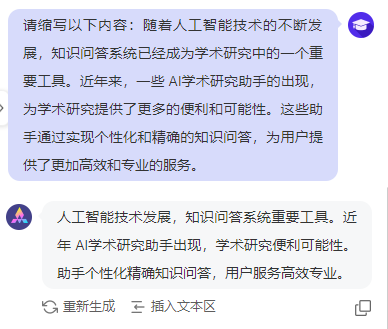 请缩写以下内容：随着人工智能技术的不断发
展，知识问答系统已经成为学术研究中的一个重
要工具。近年来，一些 AI学术研究助手的出现，
为学术研究提供了更多的便利和可能性。这些助
手通过实现个性化和精确的知识问答，为用户提
供了更加高效和专业的服务。
人工智能技术发展，知识问答系统重要工具。近
年 AI学术研究助手出现，学术研究便利可能性。
助手个性化精确知识问答，用户服务高效专业。
重新生成 插入文本区